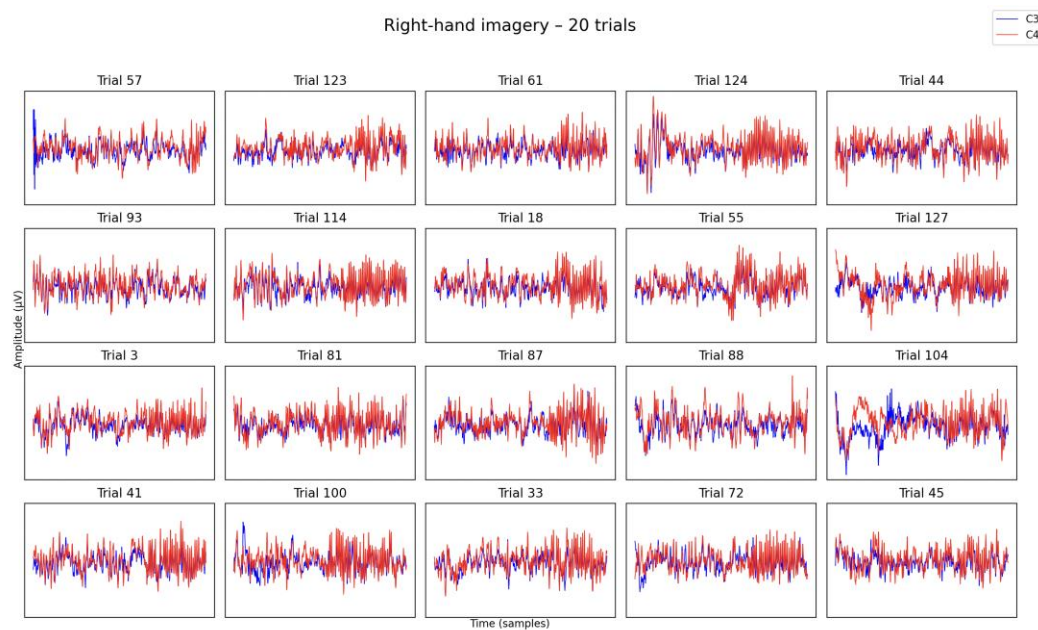 Right-hand imagery – 20 trials
C3
C4
Trial 57
Trial 123
Trial 61
Trial 124
Trial 44
Trial 93
Trial 114
Trial 18
Trial 55
Trial 127
Amplitude (µV)
Trial 3
Trial 81
Trial 87
Trial 88
Trial 104
Trial 41
Trial 100
Trial 33
Trial 72
Trial 45
Time (samples)